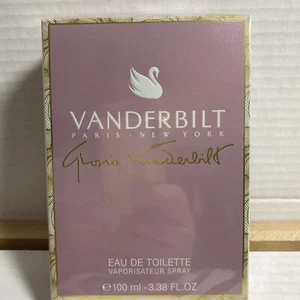 VANDERBILT
PARIS - NEW YORK
Gloria Vanderbilt
EAU DE TOILETTE
VAPORISATEUR SPRAY
℮100 ml - 3.38 FL.OZ